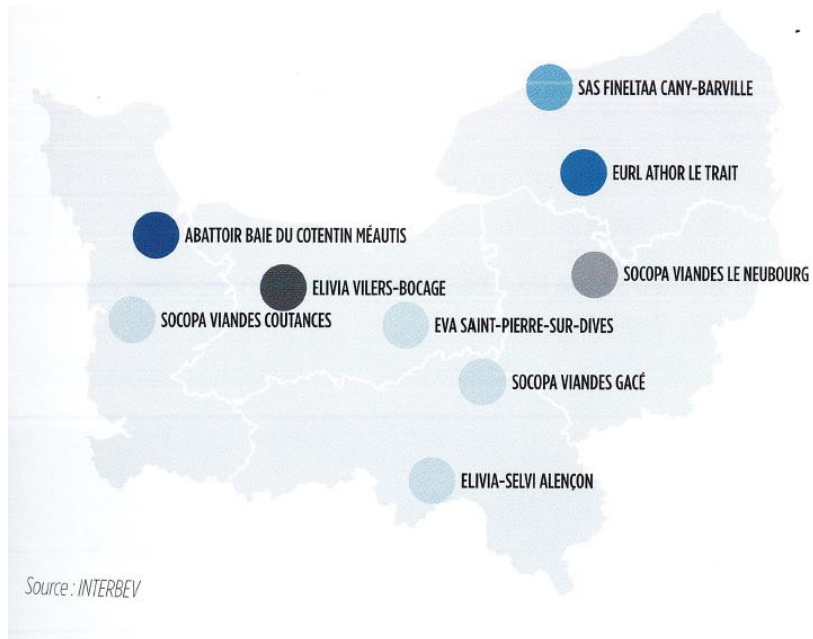 SAS FINELTAA CANY-BARVILLE
EURL ATHOR LE TRAIT
ABATTOIR BAIE DU COTENTIN MÉAUTIS
SOCOPA VIANDES LE NEUBOURG
ELIVIA VILERS-BOCAGE
SOCOPA VIANDES COUTANCES
EVA SAINT-PIERRE-SUR-DIVES
SOCOPA VIANDES GACÉ
ELIVIA-SELVI ALENÇON
Source : INTERBEV